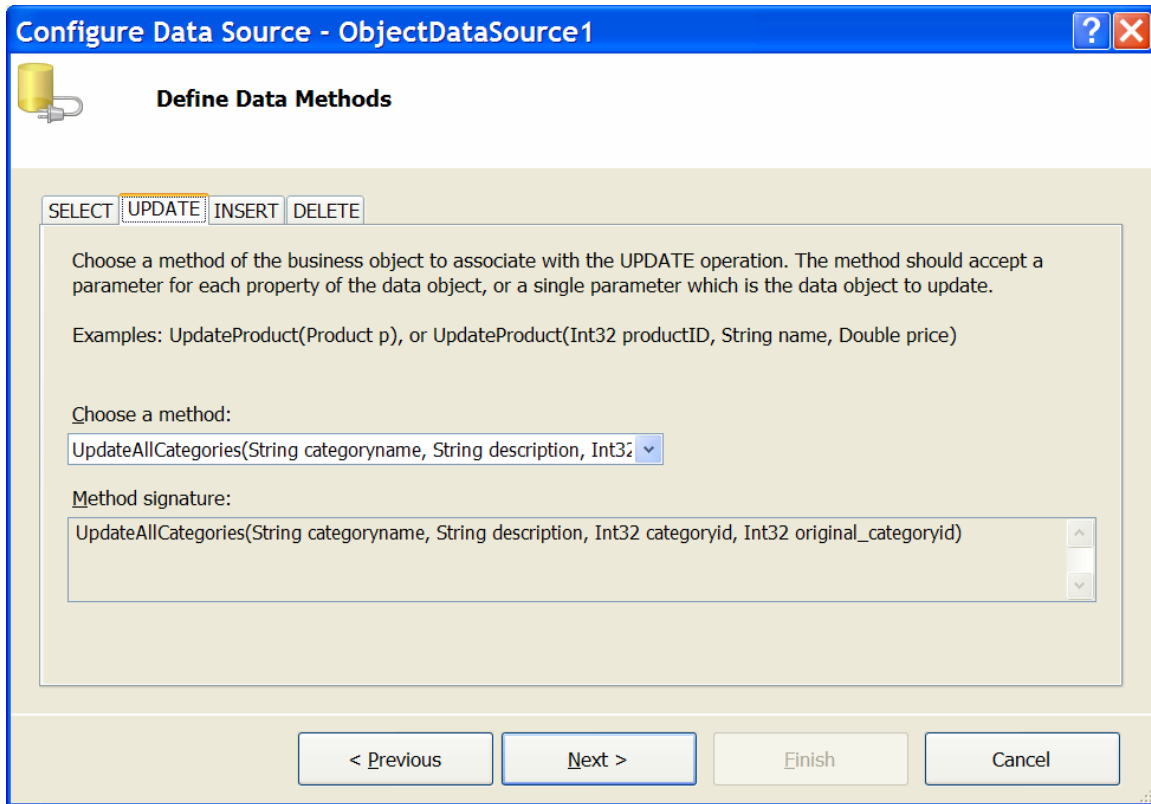 Configure Data Source - ObjectDataSource1
Define Data Methods
SELECT UPDATE INSERT DELETE
Choose a method of the business object to associate with the UPDATE operation. The method should accept a
parameter for each property of the data object, or a single parameter which is the data object to update.
Examples: UpdateProduct(Product p), or UpdateProduct(Int32 productID, String name, Double price)
Choose a method:
UpdateAllCategories(String categoryname, String description, Int32
Method signature:
UpdateAllCategories(String categoryname, String description, Int32 categoryid, Int32 original_categoryid)
< Previous Next > Finish Cancel